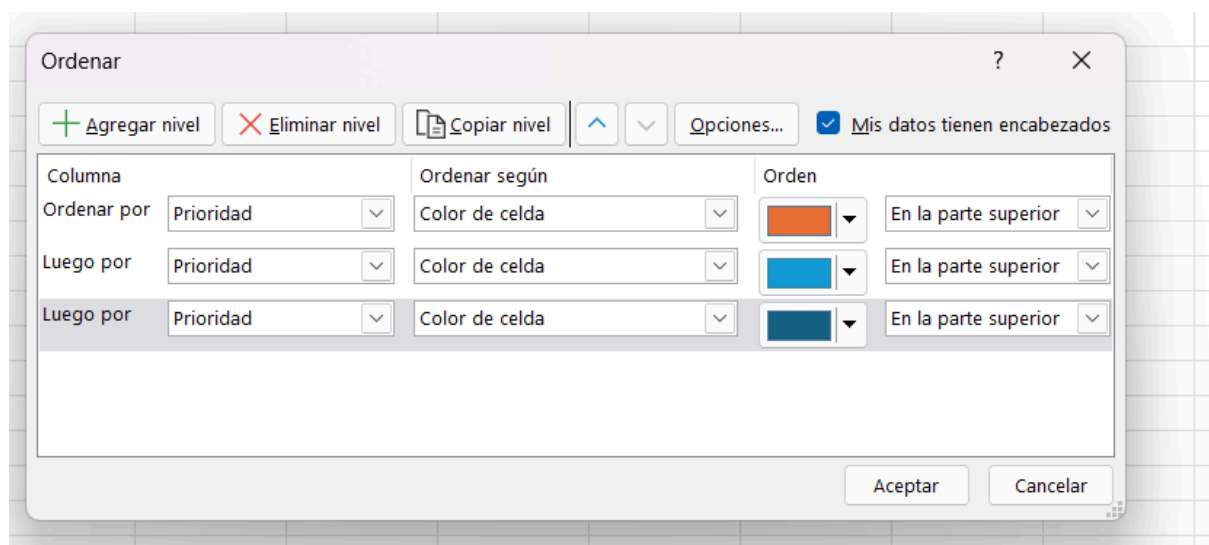 Ordenar ?
Agregar nivel Eliminar nivel Copiar nivel Opciones... Mis datos tienen encabezados
Columna Ordenar según Orden
Ordenar por Prioridad Color de celda En la parte superior
Luego por Prioridad Color de celda En la parte superior
Luego por Prioridad Color de celda En la parte superior
Aceptar Cancelar